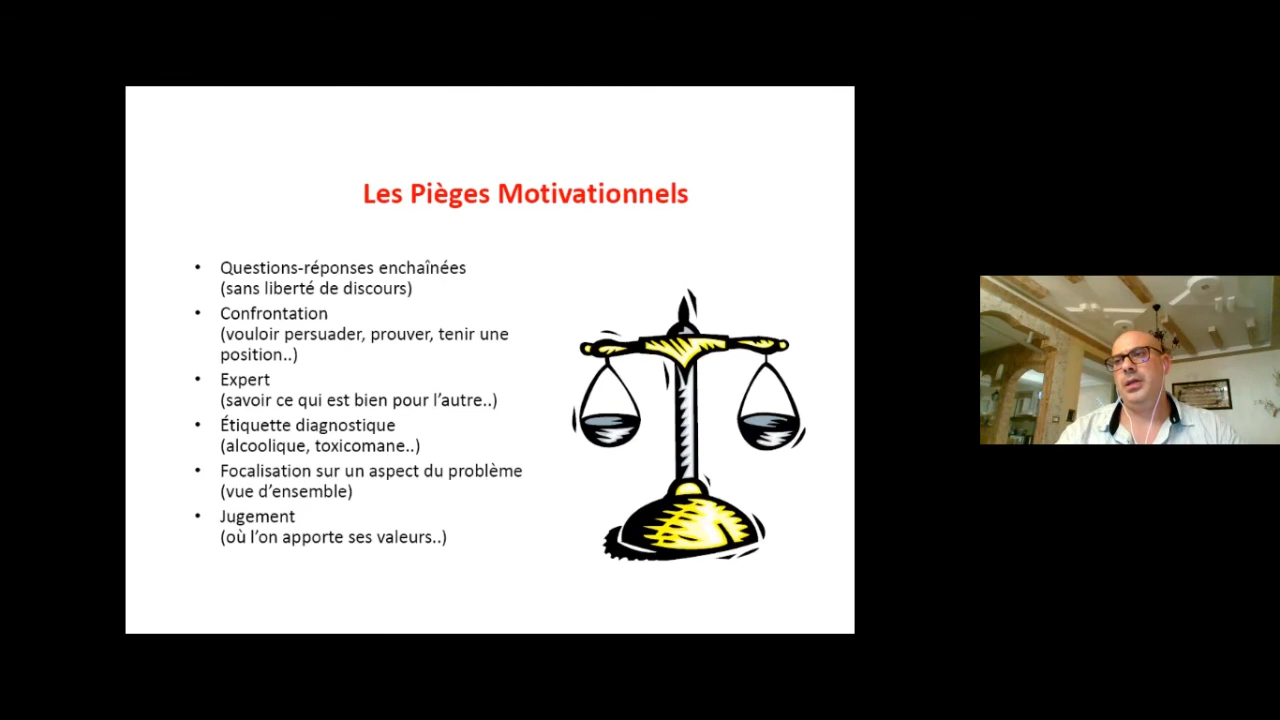 Les Pièges Motivationnels
• Questions-réponses enchaînées
(sans liberté de discours)
• Confrontation
(vouloir persuader, prouver, tenir une
position..)
• Expert
(savoir ce qui est bien pour l’autre..)
• Étiquette diagnostique
(alcoolique, toxicomane..)
• Focalisation sur un aspect du problème
(vue d’ensemble)
• Jugement
(où l’on apporte ses valeurs..)